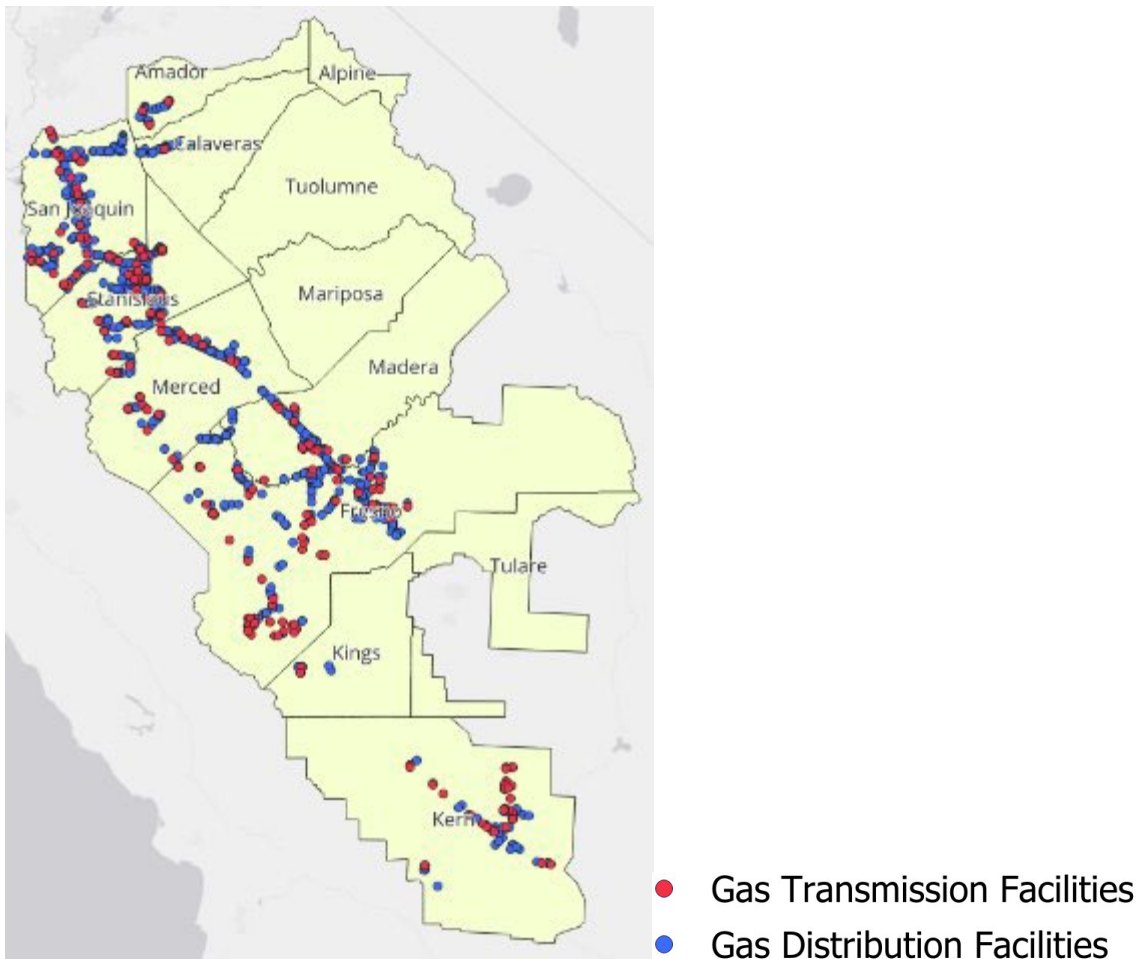 Amador
Alpine
Calaveras
Tuolumne
San Joaquin
Stanislaus
Mariposa
Madera
Merced
Fresno
Tulare
Kings
Kern
Gas Transmission Facilities
Gas Distribution Facilities